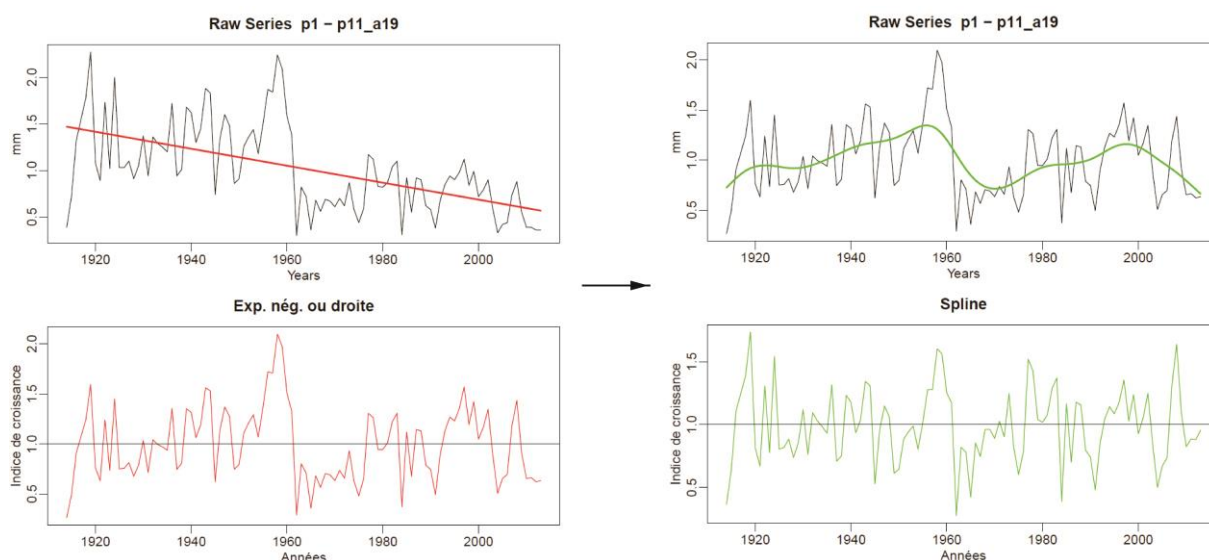 Raw Series p1 – p11_a19
mm
2.0
1.5
1.0
0.5
1920 1940 1960 1980 2000
Years
Exp. nég. ou droite
Indice de croissance
2.0
1.5
1.0
0.5
1920 1940 1960 1980 2000
Années
Raw Series p1 – p11_a19
mm
2.0
1.5
1.0
0.5
1920 1940 1960 1980 2000
Years
Spline
Indice de croissance
1.5
1.0
0.5
1920 1940 1960 1980 2000
Années